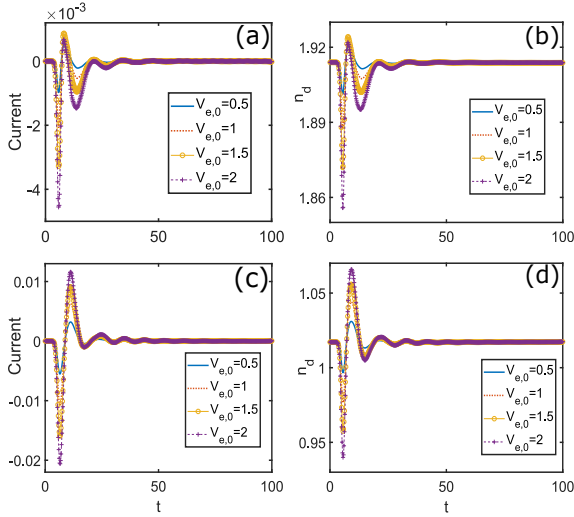 ×10⁻³
(a)
0
-2
-4
Current
V_e,0=0.5
V_e,0=1
V_e,0=1.5
V_e,0=2
0
50
100
(b)
1.92
1.89
1.86
n_d
V_e,0=0.5
V_e,0=1
V_e,0=1.5
V_e,0=2
0
50
100
(c)
0.01
0
-0.01
-0.02
Current
V_e,0=0.5
V_e,0=1
V_e,0=1.5
V_e,0=2
0
50
100
t
(d)
1.05
1
0.95
n_d
V_e,0=0.5
V_e,0=1
V_e,0=1.5
V_e,0=2
0
50
100
t